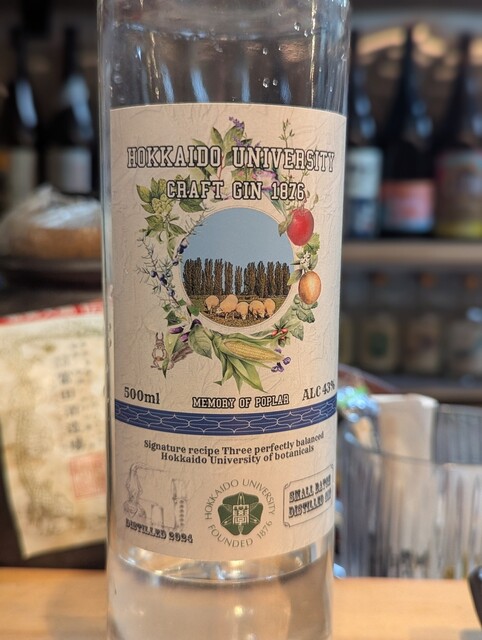 HOKKAIDO UNIVERSITY
CRAFT GIN 1876
500ml
MEMORY OF POPLAR
ALC 43%
Signature recipe Three perfectly balanced
Hokkaido University of botanicals
DISTILLED 2024
HOKKAIDO UNIVERSITY
FOUNDED 1876
SMALL BATCH
DISTILLED